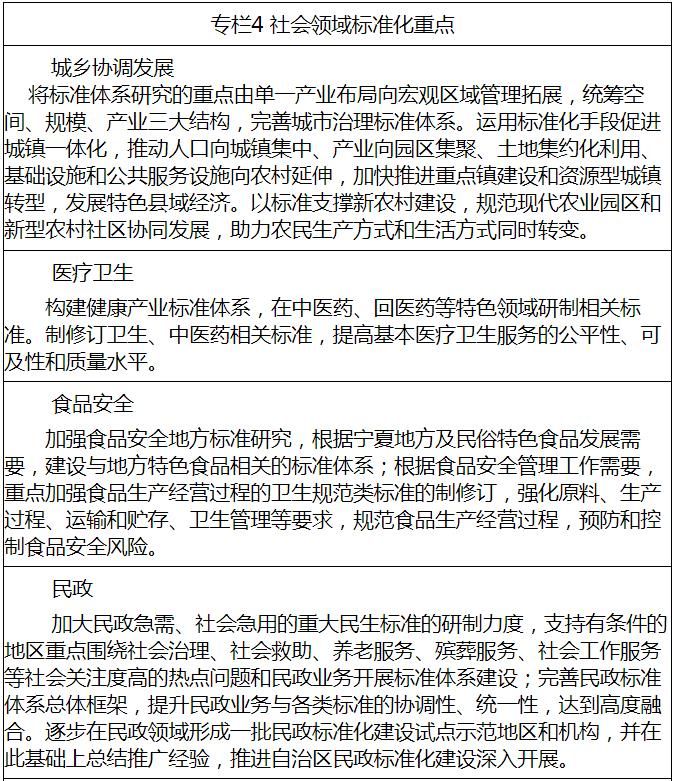 专栏4 社会领域标准化重点
城乡协调发展
将标准体系研究的重点由单一产业布局向宏观区域管理拓展，统筹空
间、规模、产业三大结构，完善城市治理标准体系。运用标准化手段促进
城镇一体化，推动人口向城镇集中、产业向园区集聚、土地集约化利用、
基础设施和公共服务设施向农村延伸，加快推进重点镇建设和资源型城镇
转型，发展特色县域经济。以标准支撑新农村建设，规范现代农业园区和
新型农村社区协同发展，助力农民生产方式和生活方式同时转变。
医疗卫生
构建健康产业标准体系，在中医药、回医药等特色领域研制相关标
准。制修订卫生、中医药相关标准，提高基本医疗卫生服务的公平性、可
及性和质量水平。
食品安全
加强食品安全地方标准研究，根据宁夏地方及民俗特色食品发展需
要，建设与地方特色食品相关的标准体系；根据食品安全管理工作需要，
重点加强食品生产经营过程的卫生规范类标准的制修订，强化原料、生产
过程、运输和贮存、卫生管理等要求，规范食品生产经营过程，预防和控
制食品安全风险。
民政
加大民政急需、社会急用的重大民生标准的研制力度，支持有条件的
地区重点围绕社会治理、社会救助、养老服务、殡葬服务、社会工作服务
等社会关注度高的热点问题和民政业务开展标准体系建设；完善民政标准
体系总体框架，提升民政业务与各类标准的协调性、统一性，达到高度融
合。逐步在民政领域形成一批民政标准化建设试点示范地区和机构，并在
此基础上总结推广经验，推进自治区民政标准化建设深入开展。